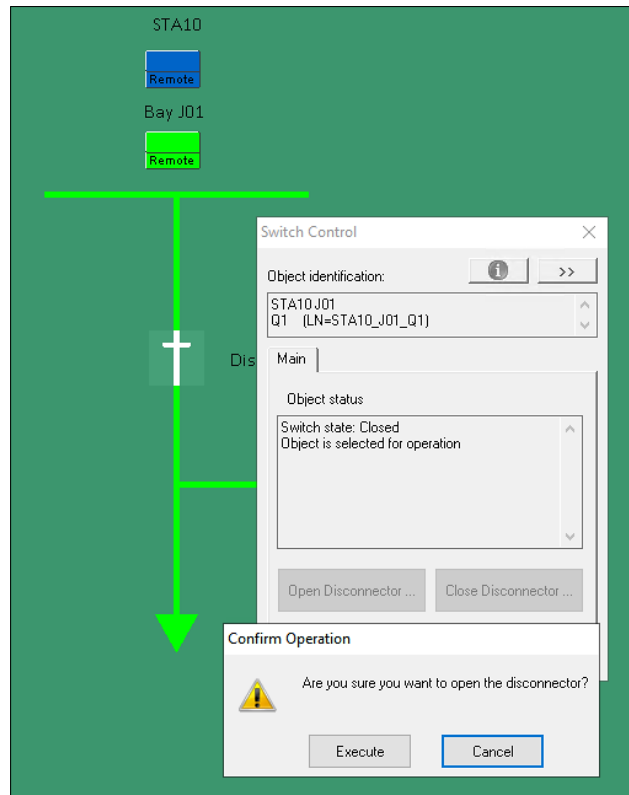 STA10
Remote
Bay J01
Remote
Switch Control
Object identification:
>>
STA10 J01
Q1 (LN=STA10_J01_Q1)
Dis
Main
Object status
Switch state: Closed
Object is selected for operation
Open Disconnector ...
Close Disconnector ...
Confirm Operation
Are you sure you want to open the disconnector?
Execute
Cancel